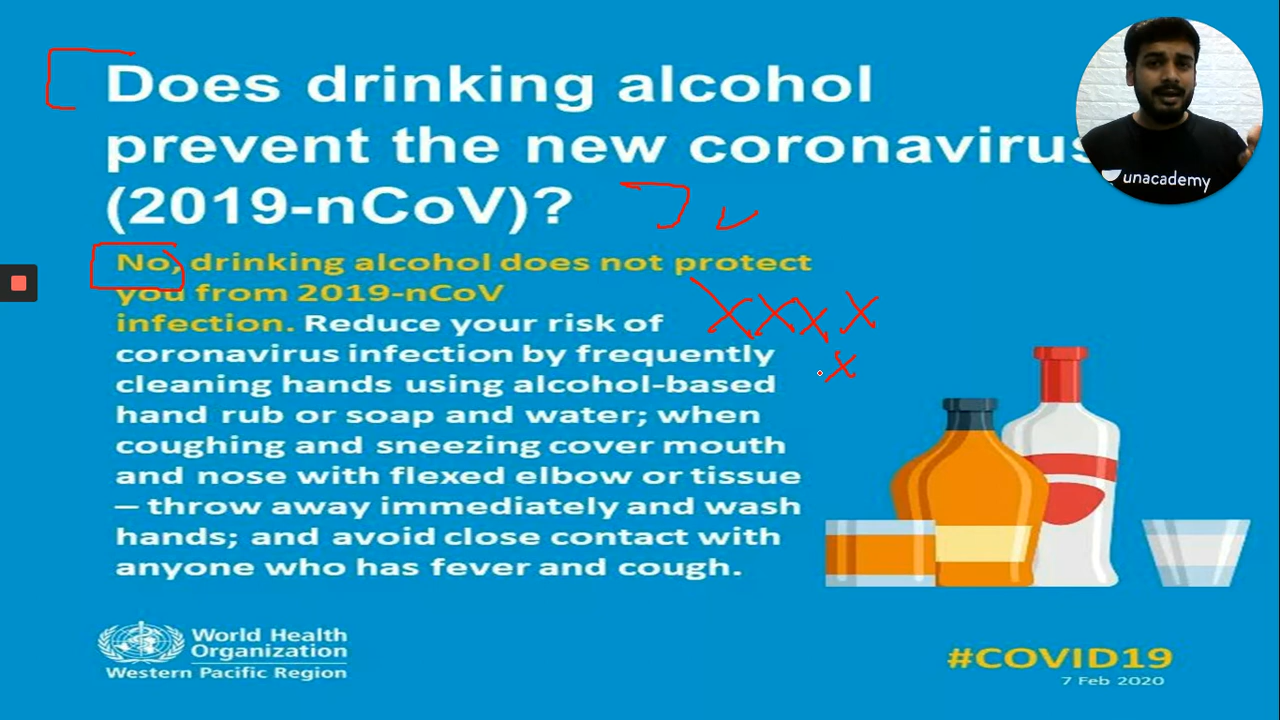 Does drinking alcohol
prevent the new coronavirus
(2019-nCoV)?
No, drinking alcohol does not protect
you from 2019-nCoV
infection. Reduce your risk of
coronavirus infection by frequently
cleaning hands using alcohol-based
hand rub or soap and water; when
coughing and sneezing cover mouth
and nose with flexed elbow or tissue
– throw away immediately and wash
hands; and avoid close contact with
anyone who has fever and cough.
unacademy
World Health
Organization
Western Pacific Region
#COVID19
7 Feb 2020